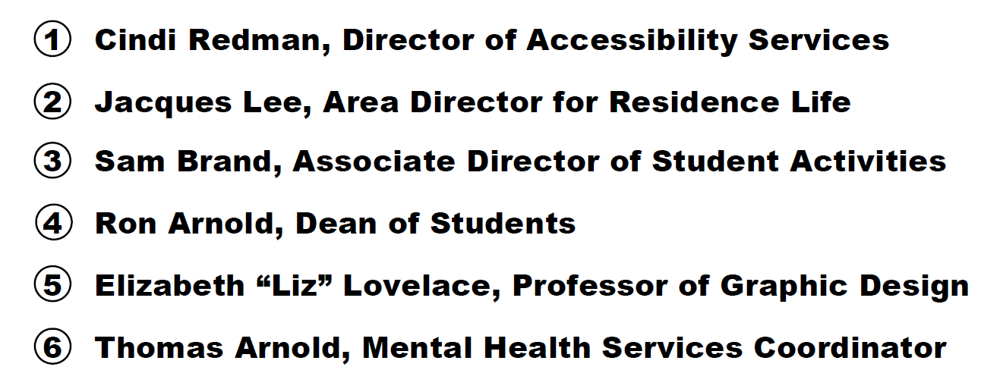 ① Cindi Redman, Director of Accessibility Services
② Jacques Lee, Area Director for Residence Life
③ Sam Brand, Associate Director of Student Activities
④ Ron Arnold, Dean of Students
⑤ Elizabeth “Liz” Lovelace, Professor of Graphic Design
⑥ Thomas Arnold, Mental Health Services Coordinator